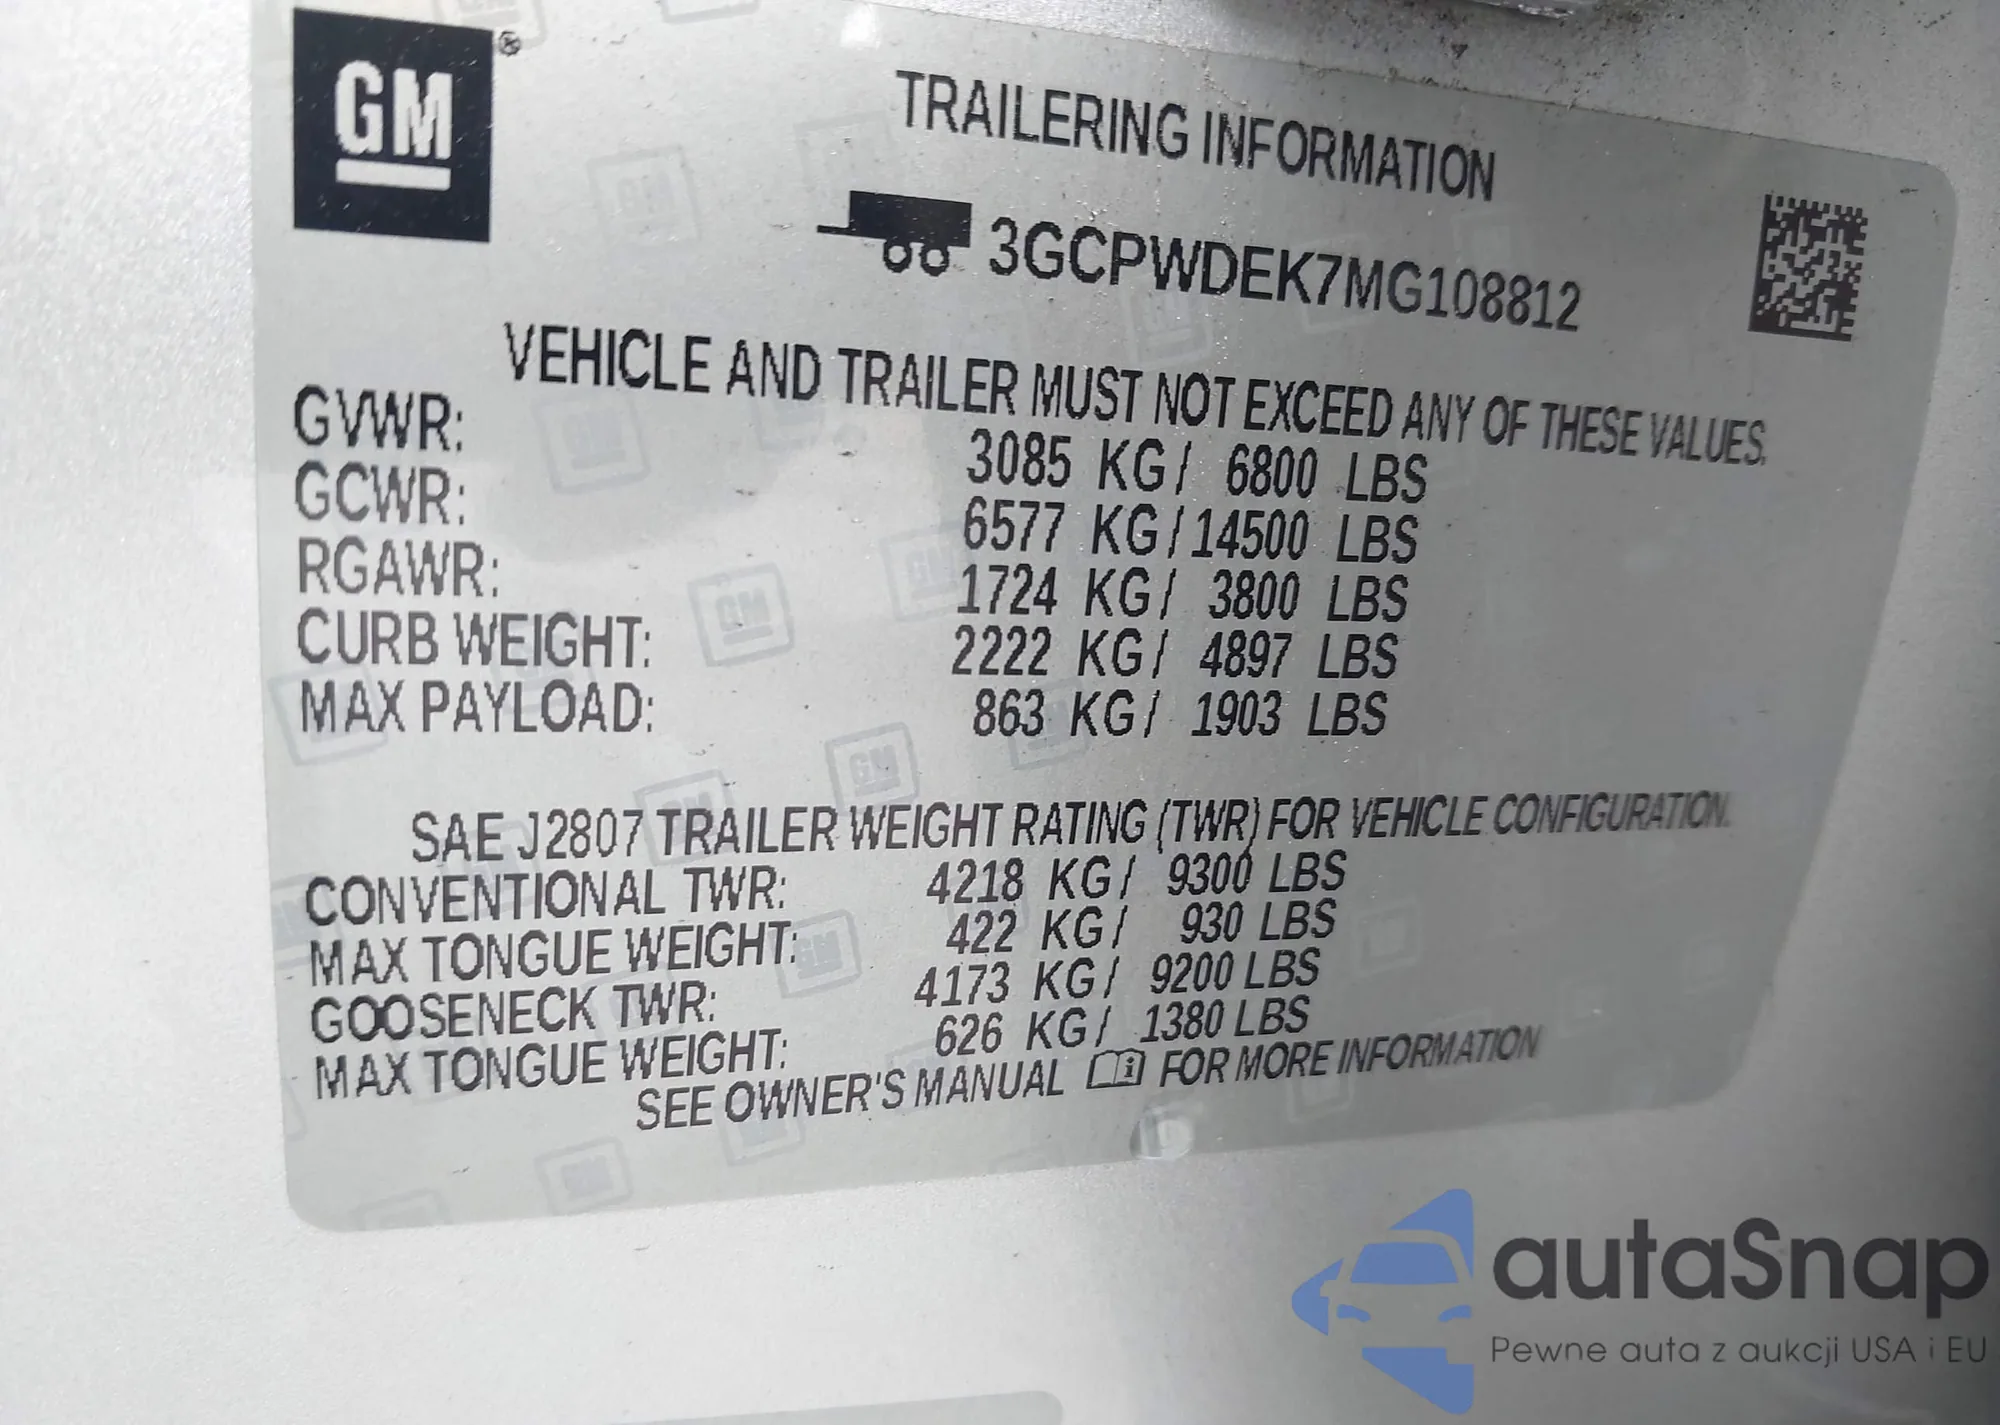 GM®
TRAILERING INFORMATION
3GCPWDEK7MG108812
VEHICLE AND TRAILER MUST NOT EXCEED ANY OF THESE VALUES.
GVWR: 3085 KG/ 6800 LBS
GCWR: 6577 KG/14500 LBS
RGAWR: 1724 KG/ 3800 LBS
CURB WEIGHT: 2222 KG/ 4897 LBS
MAX PAYLOAD: 863 KG/ 1903 LBS
SAE J2807 TRAILER WEIGHT RATING (TWR) FOR VEHICLE CONFIGURATION.
CONVENTIONAL TWR: 4218 KG/ 9300 LBS
MAX TONGUE WEIGHT: 422 KG/ 930 LBS
GOOSENECK TWR: 4173 KG/ 9200 LBS
MAX TONGUE WEIGHT: 626 KG/ 1380 LBS
SEE OWNER'S MANUAL FOR MORE INFORMATION
autaSnap
Pewne auta z aukcji USA i EU